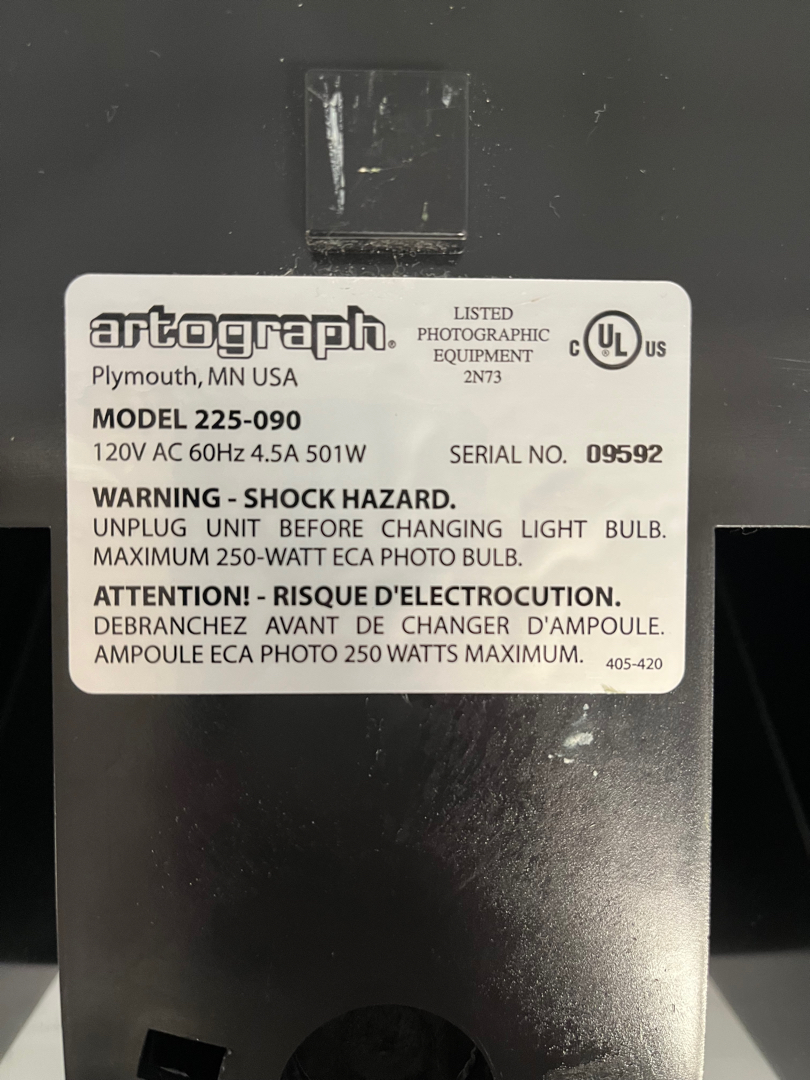 artograph®
Plymouth, MN USA
LISTED
PHOTOGRAPHIC
EQUIPMENT
2N73
C UL® US
MODEL 225-090
120V AC 60Hz 4.5A 501W
SERIAL NO. 09592
WARNING - SHOCK HAZARD.
UNPLUG UNIT BEFORE CHANGING LIGHT BULB.
MAXIMUM 250-WATT ECA PHOTO BULB.
ATTENTION! - RISQUE D'ELECTROCUTION.
DEBRANCHEZ AVANT DE CHANGER D'AMPOULE.
AMPOULE ECA PHOTO 250 WATTS MAXIMUM.
405-420